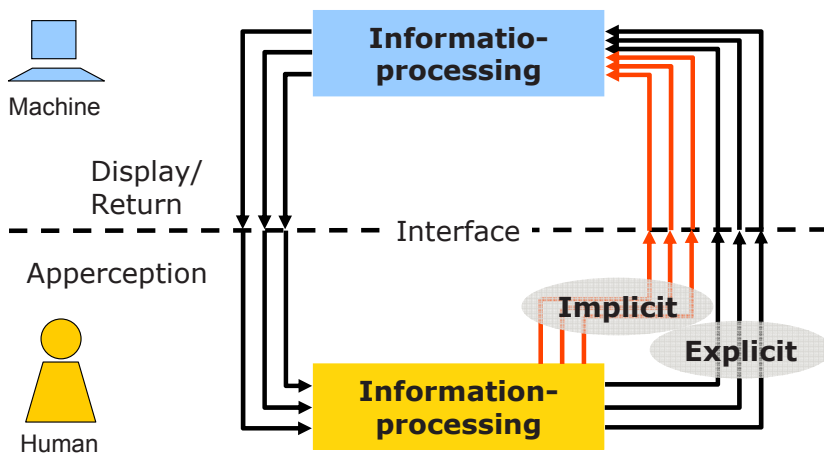 Informatio-
processing
Machine
Display/
Return
Interface
Apperception
Implicit
Explicit
Information-
processing
Human